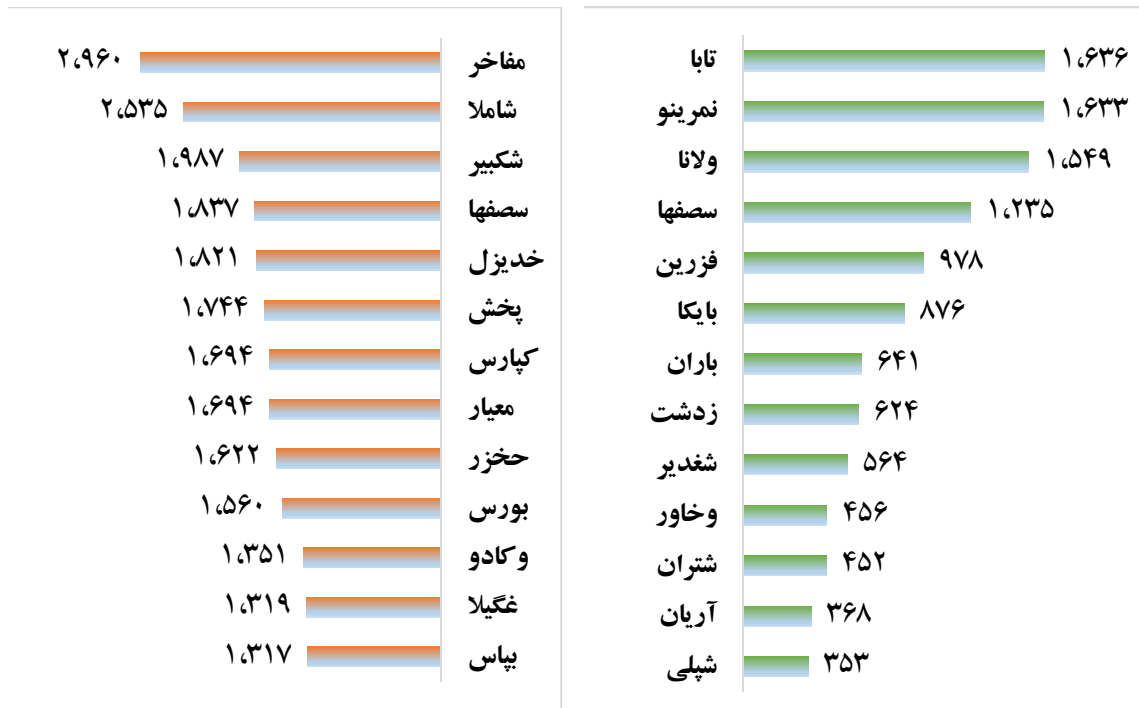 تابا ۱،۶۳۶
نمرینو ۱،۶۳۳
ولانا ۱،۵۴۹
سصفها ۱،۲۳۵
فزرین ۹۷۸
بایکا ۸۷۶
باران ۶۴۱
زدشت ۶۲۴
شغدیر ۵۶۴
وخاور ۴۵۶
شتران ۴۵۲
آریان ۳۶۸
شپلی ۳۵۳
مفاخر ۲،۹۶۰
شاملا ۲،۵۳۵
شکبیر ۱،۹۸۷
سصفها ۱،۸۳۷
خدیزل ۱،۸۲۱
پخش ۱،۷۴۴
کپارس ۱،۶۹۴
معیار ۱،۶۹۴
حخزر ۱،۶۲۲
بورس ۱،۵۶۰
وکادو ۱،۳۵۱
غگیلا ۱،۳۱۹
بپاس ۱،۳۱۷